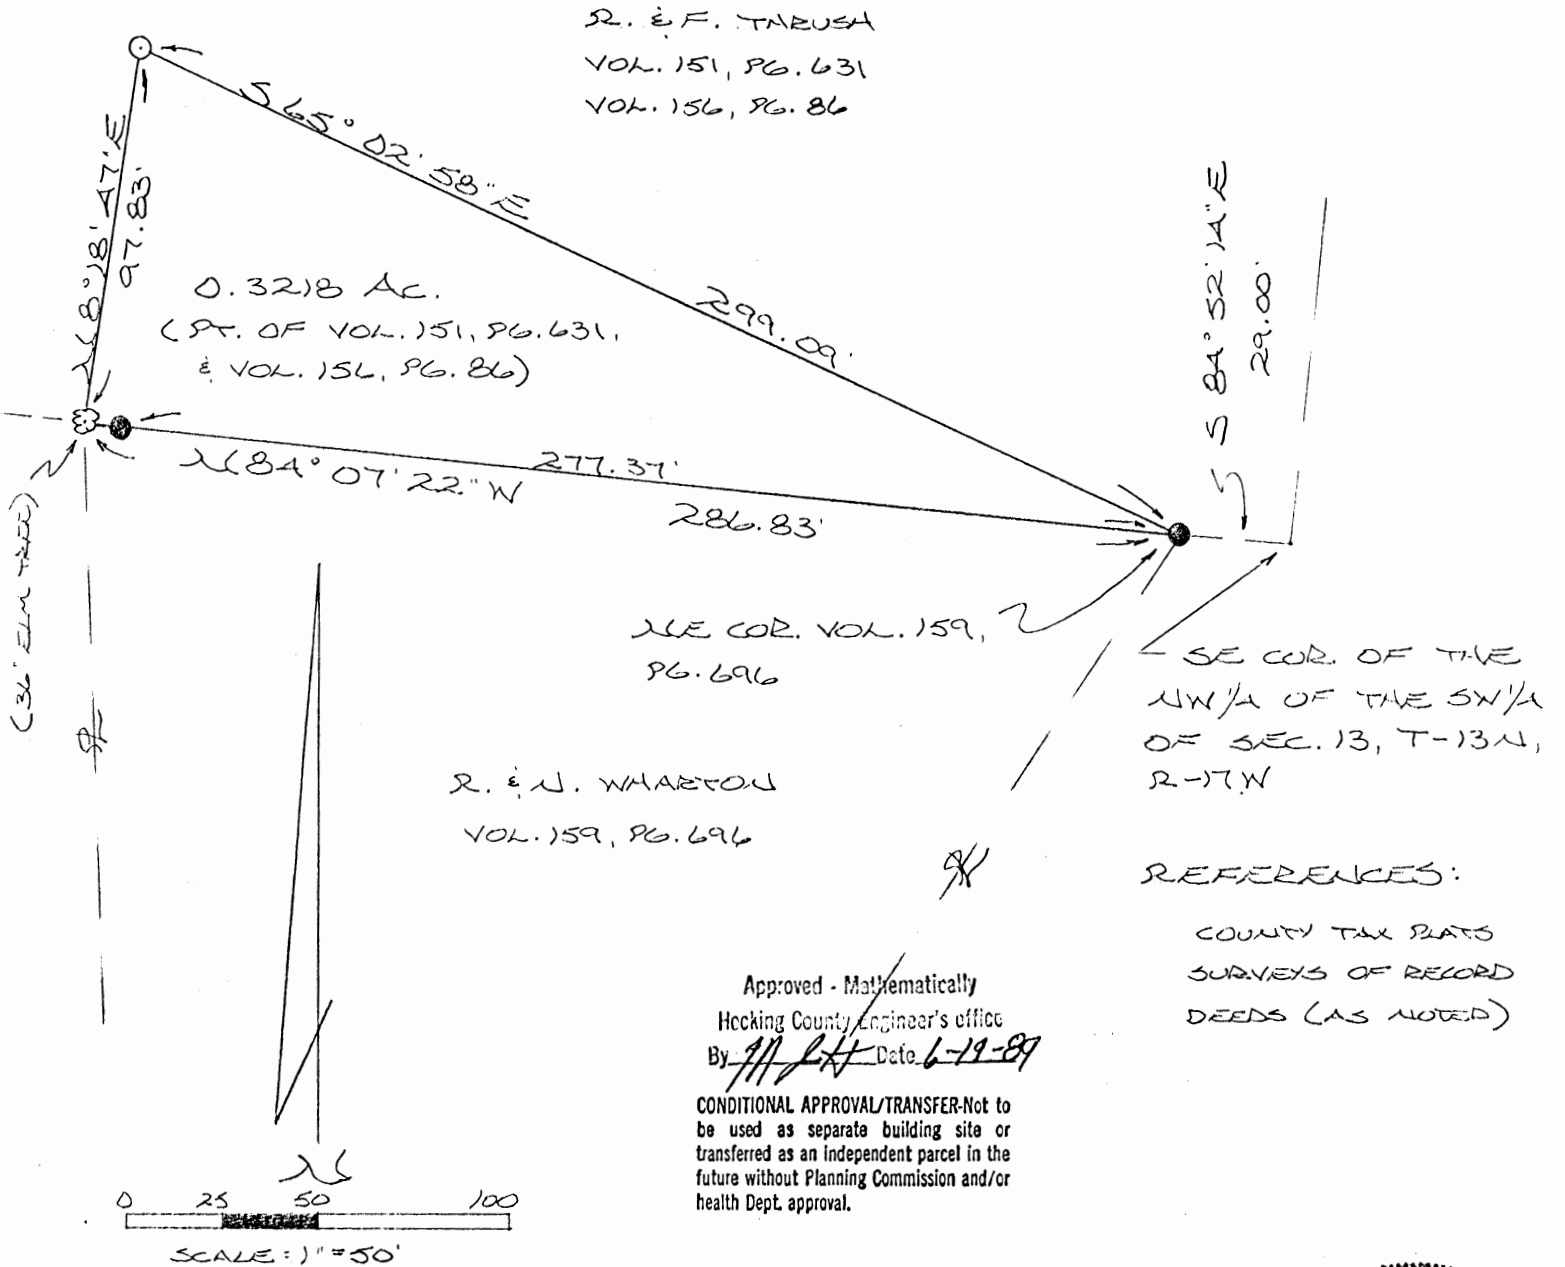 R. & F. THRUSH
VOL. 151, PG. 631
VOL. 156, PG. 86
S 65° 02' 58" E
299.09'
N 8° 18' 47" E
97.83'
0.3218 AC.
(PT. OF VOL. 151, PG. 631,
& VOL. 156, PG. 86)
S 84° 52' 14" E
29.00'
N 84° 07' 22" W
277.37'
286.83'
(36" ELM TREE)
NE COR. VOL. 159,
PG. 696
SE COR. OF THE
NW 1/4 OF THE SW 1/4
OF SEC. 13, T-13N,
R-17W
R. & N. WHARTON
VOL. 159, PG. 696
REFERENCES:
COUNTY TAX PLATS
SURVEYS OF RECORD
DEEDS (AS NOTED)
Approved - Mathematically
Hocking County Engineer's office
By Date 6-19-89
CONDITIONAL APPROVAL/TRANSFER-Not to
be used as separate building site or
transferred as an independent parcel in the
future without Planning Commission and/or
health Dept. approval.
N
0 25 50 100
SCALE: 1" = 50'